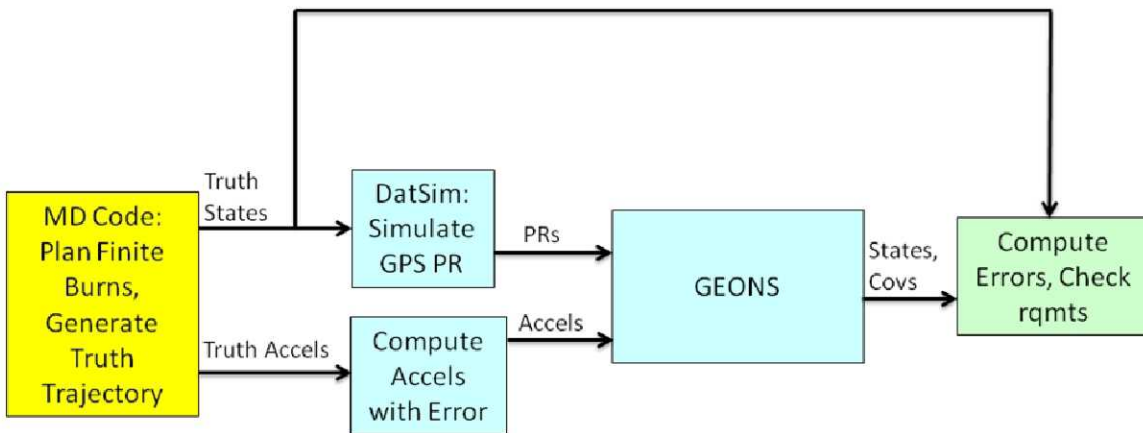 MD Code:
Plan Finite
Burns,
Generate
Truth
Trajectory
Truth
States
Truth Accels
DatSim:
Simulate
GPS PR
Compute
Accels
with Error
PRs
Accels
GEONS
States,
Covs
Compute
Errors, Check
rqmts